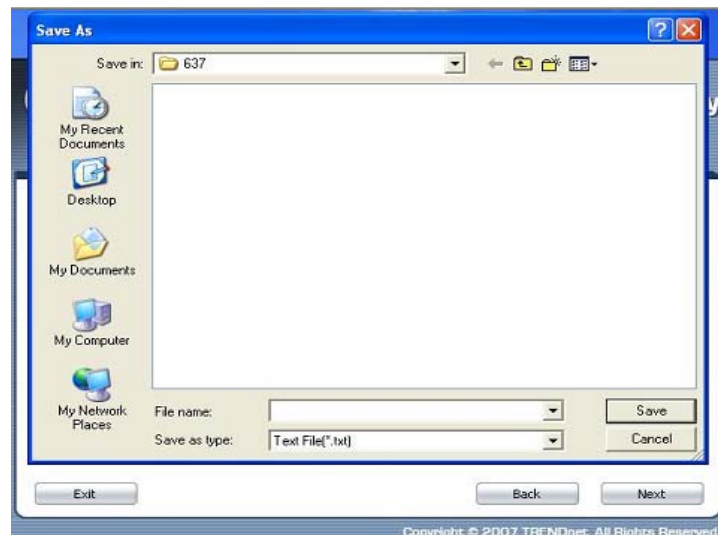 Save As
Save in: 637
My Recent
Documents
Desktop
My Documents
My Computer
My Network
Places
File name:
Save
Save as type: Text File(*.txt)
Cancel
Exit
Back
Next
Copyright © 2007 TRENDnet. All Rights Reserved